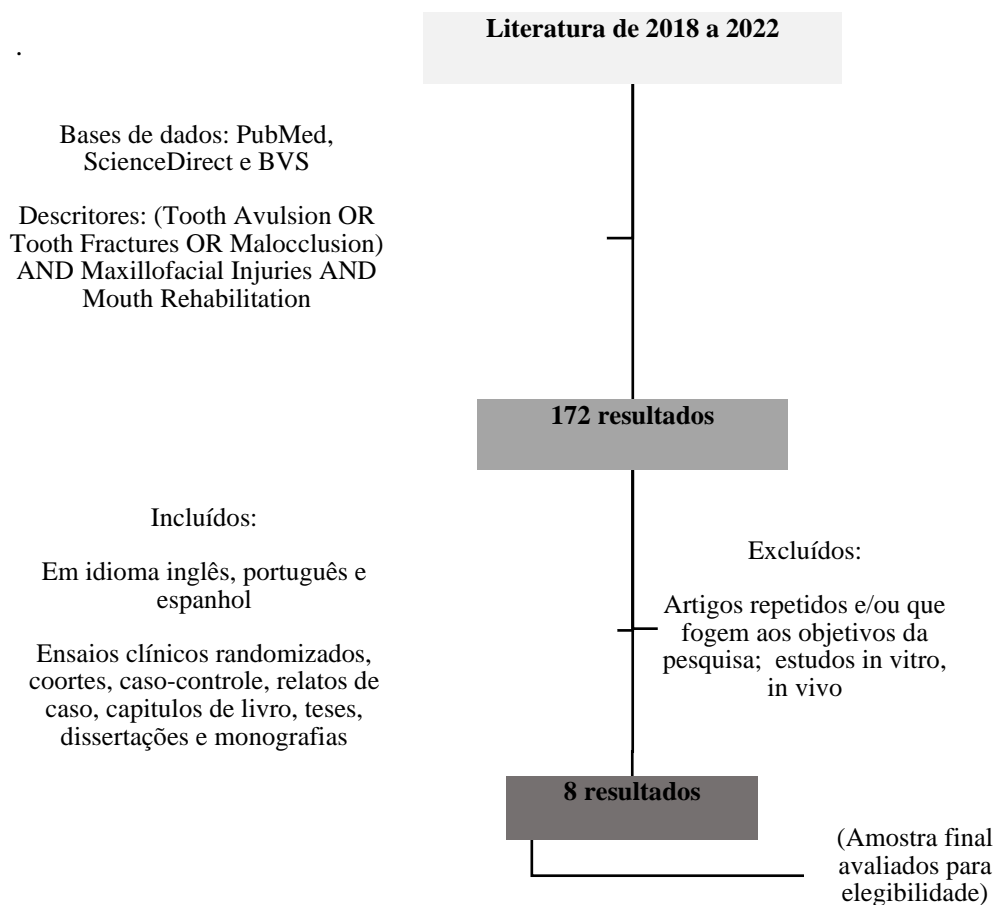 Literatura de 2018 a 2022
.
Bases de dados: PubMed,
ScienceDirect e BVS
Descritores: (Tooth Avulsion OR
Tooth Fractures OR Malocclusion)
AND Maxillofacial Injuries AND
Mouth Rehabilitation
172 resultados
Incluídos:
Em idioma inglês, português e
espanhol
Ensaios clínicos randomizados,
coortes, caso-controle, relatos de
caso, capitulos de livro, teses,
dissertações e monografias
Excluídos:
Artigos repetidos e/ou que
fogem aos objetivos da
pesquisa; estudos in vitro,
in vivo
8 resultados
(Amostra final
avaliados para
elegibilidade)